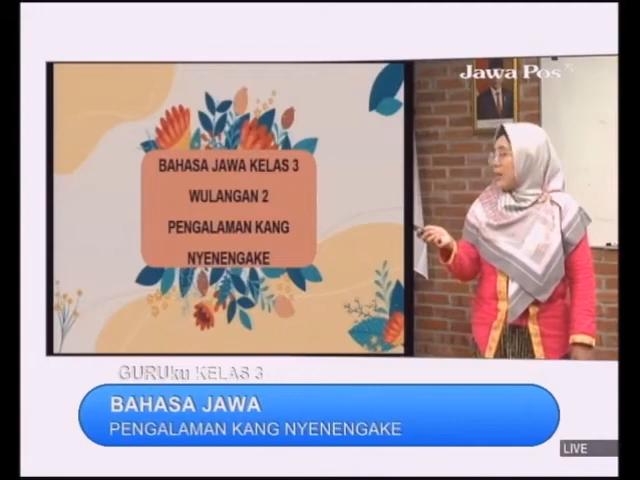 Jawa Pos
BAHASA JAWA KELAS 3
WULANGAN 2
PENGALAMAN KANG
NYENENGAKE
GURUku KELAS 3
BAHASA JAWA
PENGALAMAN KANG NYENENGAKE
LIVE